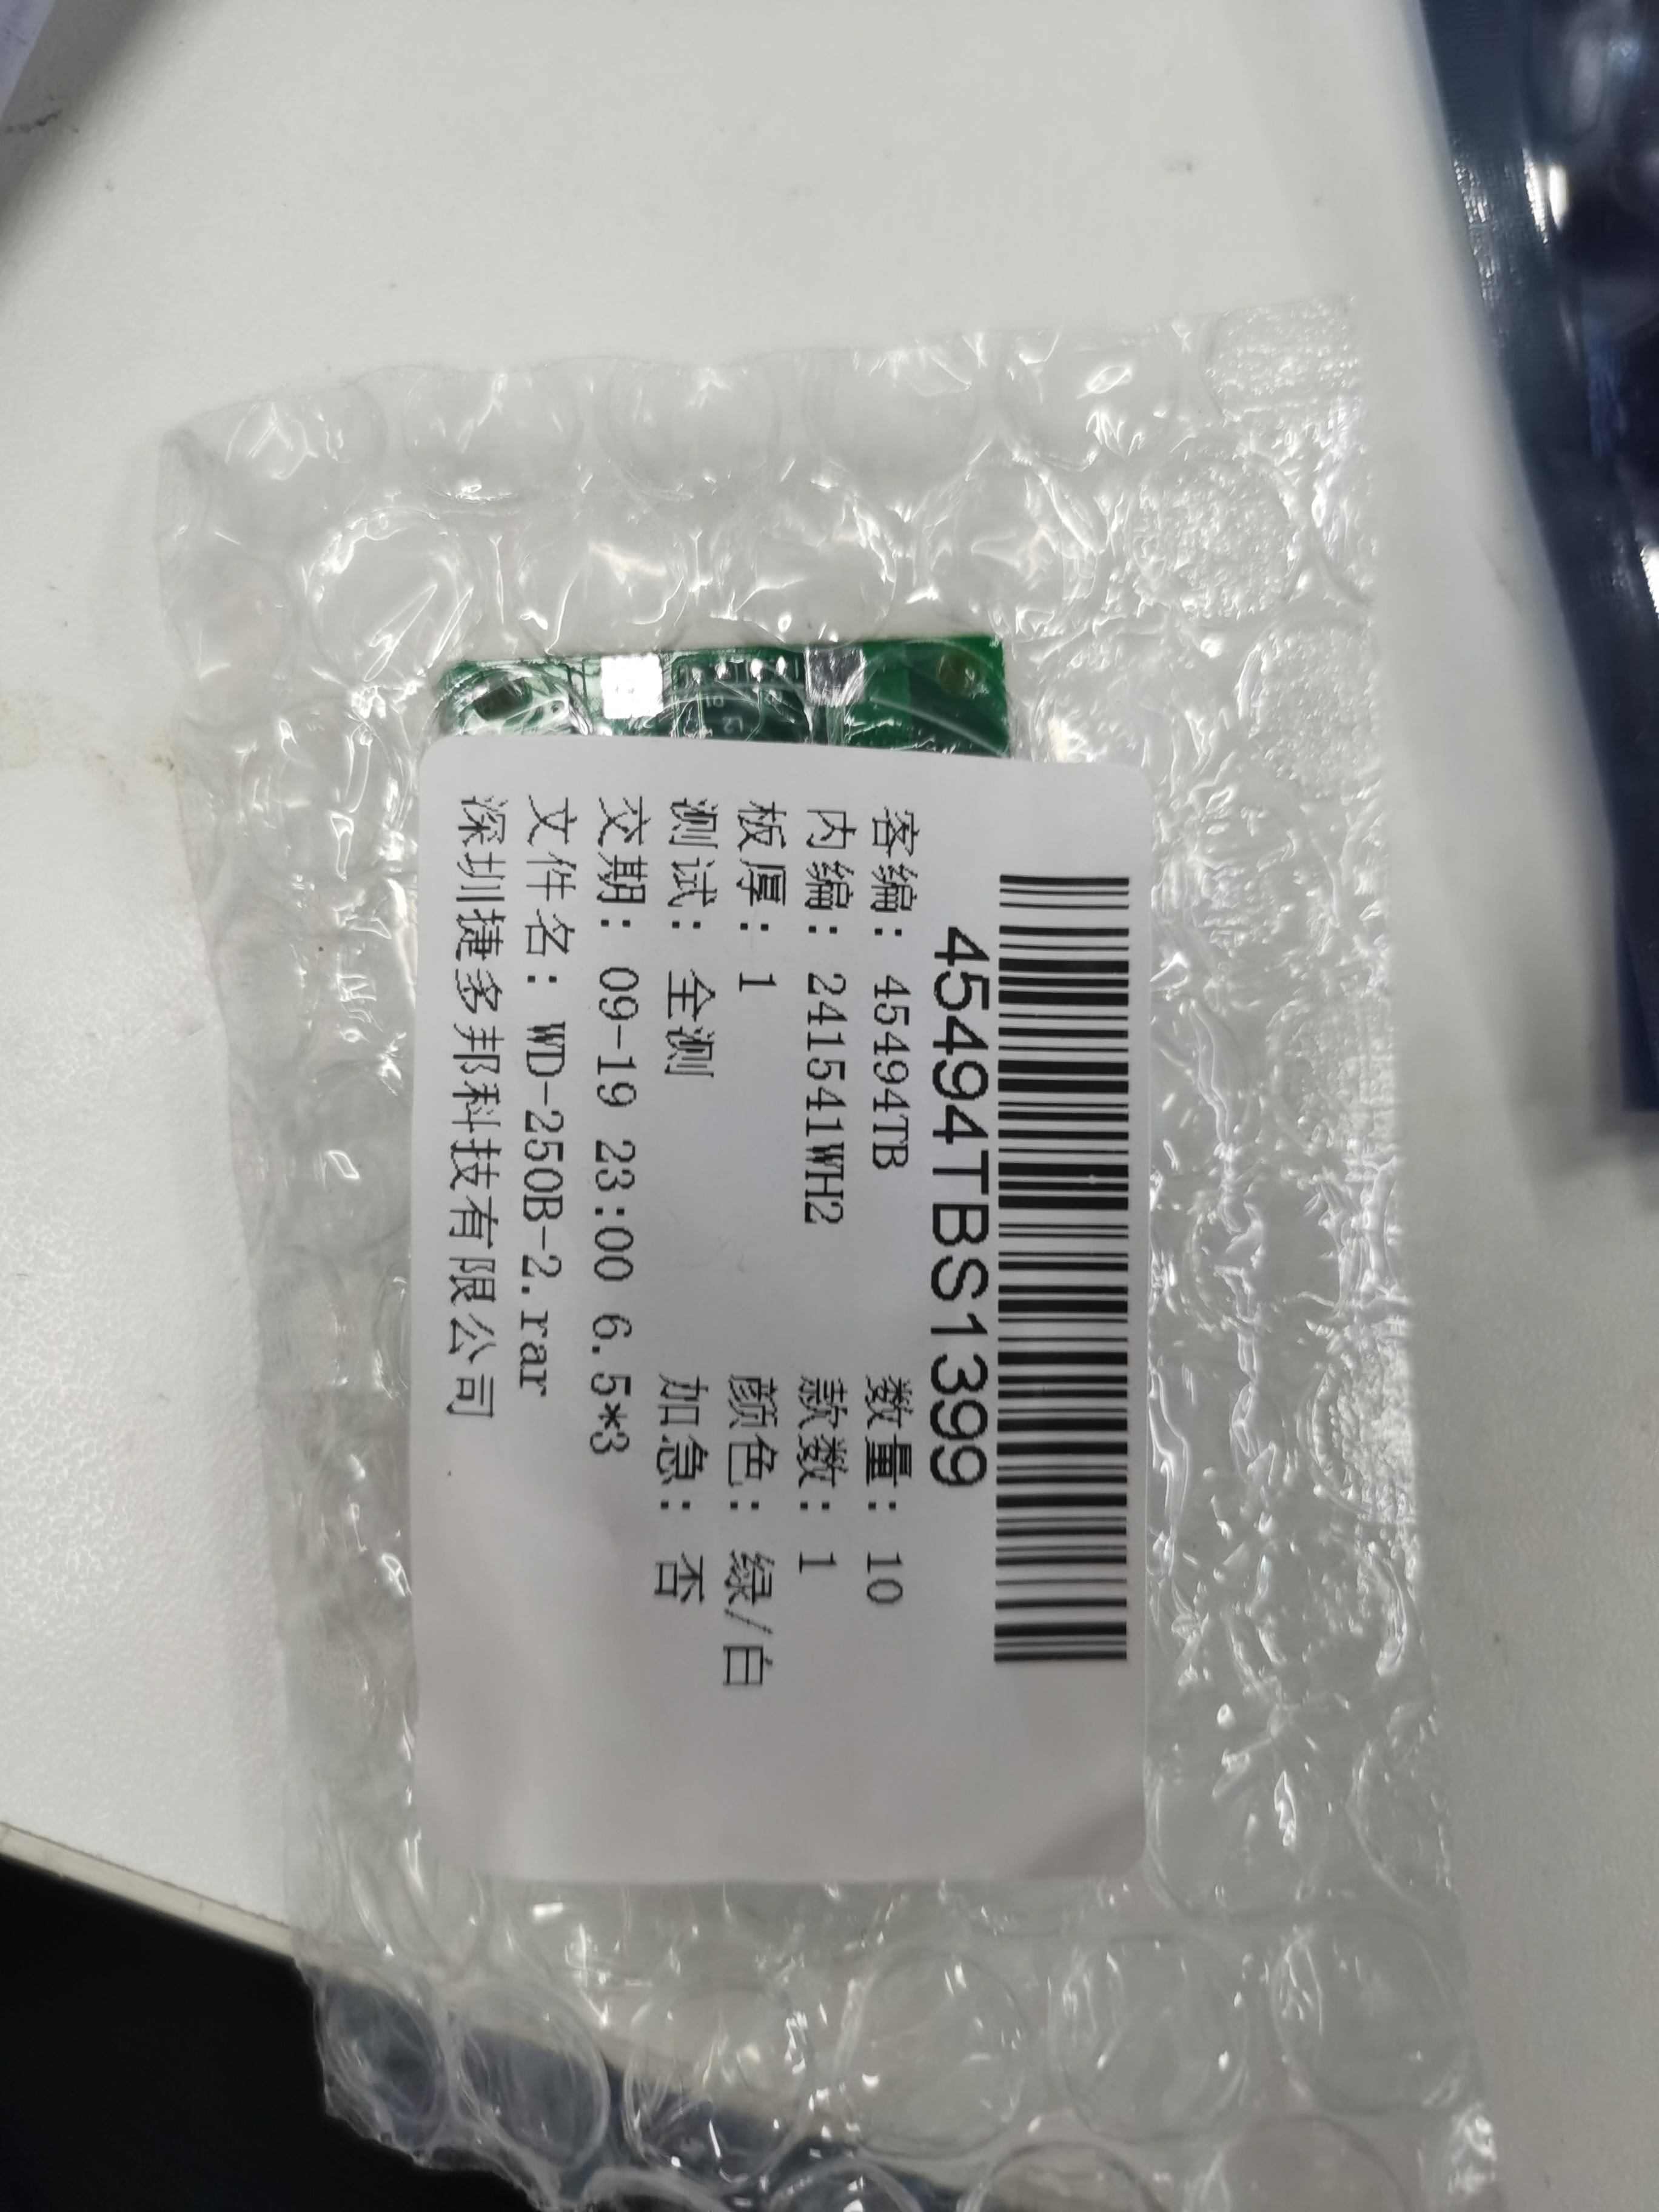 45494TBS1399
客编: 45494TB 数量: 10
内编: 241541WH2 款数: 1
板厚: 1 颜色: 绿/白
测试: 全测 加急: 否
交期: 09-19 23:00 6.5*3
文件名: WD-250B-2.rar
深圳捷多邦科技有限公司